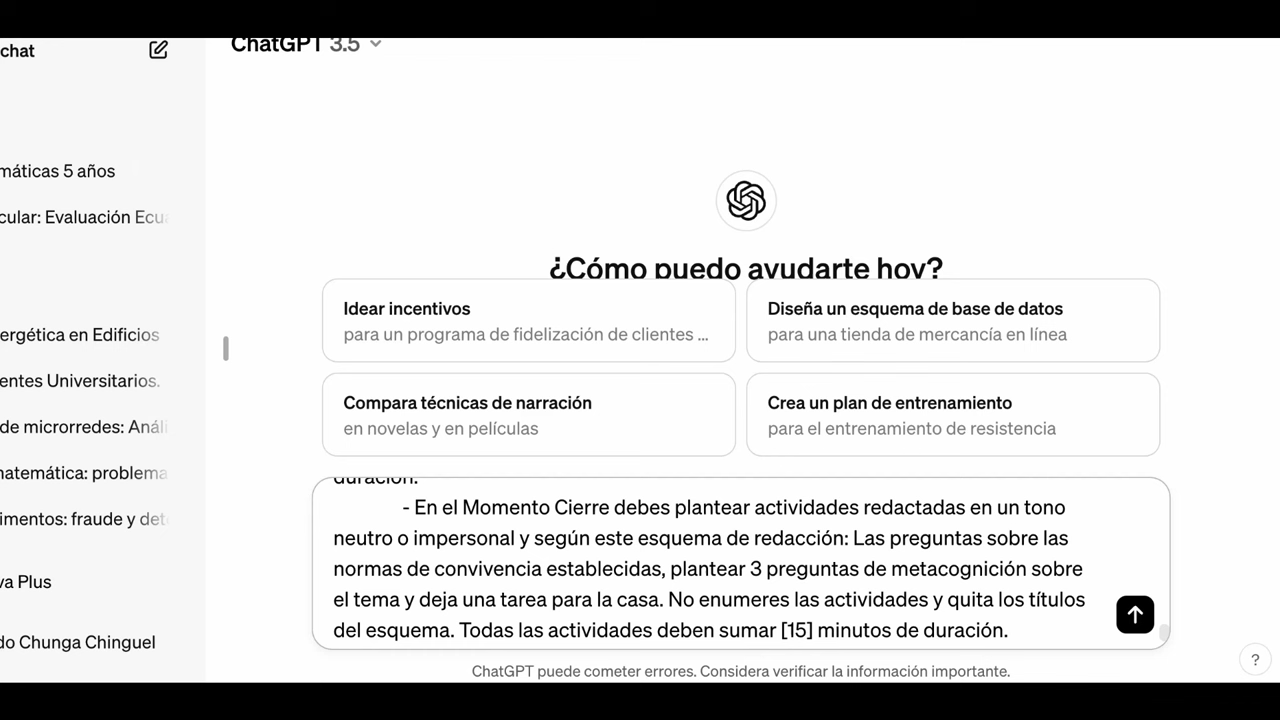 ChatGPT 3.5
chat
máticas 5 años
cular: Evaluación Ecua
ergética en Edificios
entes Universitarios.
de microrredes: Anál
matemática: problema
imentos: fraude y det
va Plus
do Chunga Chinguel
¿Cómo puedo ayudarte hoy?
Idear incentivos
para un programa de fidelización de clientes ...
Diseña un esquema de base de datos
para una tienda de mercancía en línea
Compara técnicas de narración
en novelas y en películas
Crea un plan de entrenamiento
para el entrenamiento de resistencia
duración.
- En el Momento Cierre debes plantear actividades redactadas en un tono
neutro o impersonal y según este esquema de redacción: Las preguntas sobre las
normas de convivencia establecidas, plantear 3 preguntas de metacognición sobre
el tema y deja una tarea para la casa. No enumeres las actividades y quita los títulos
del esquema. Todas las actividades deben sumar [15] minutos de duración.
ChatGPT puede cometer errores. Considera verificar la información importante.
?